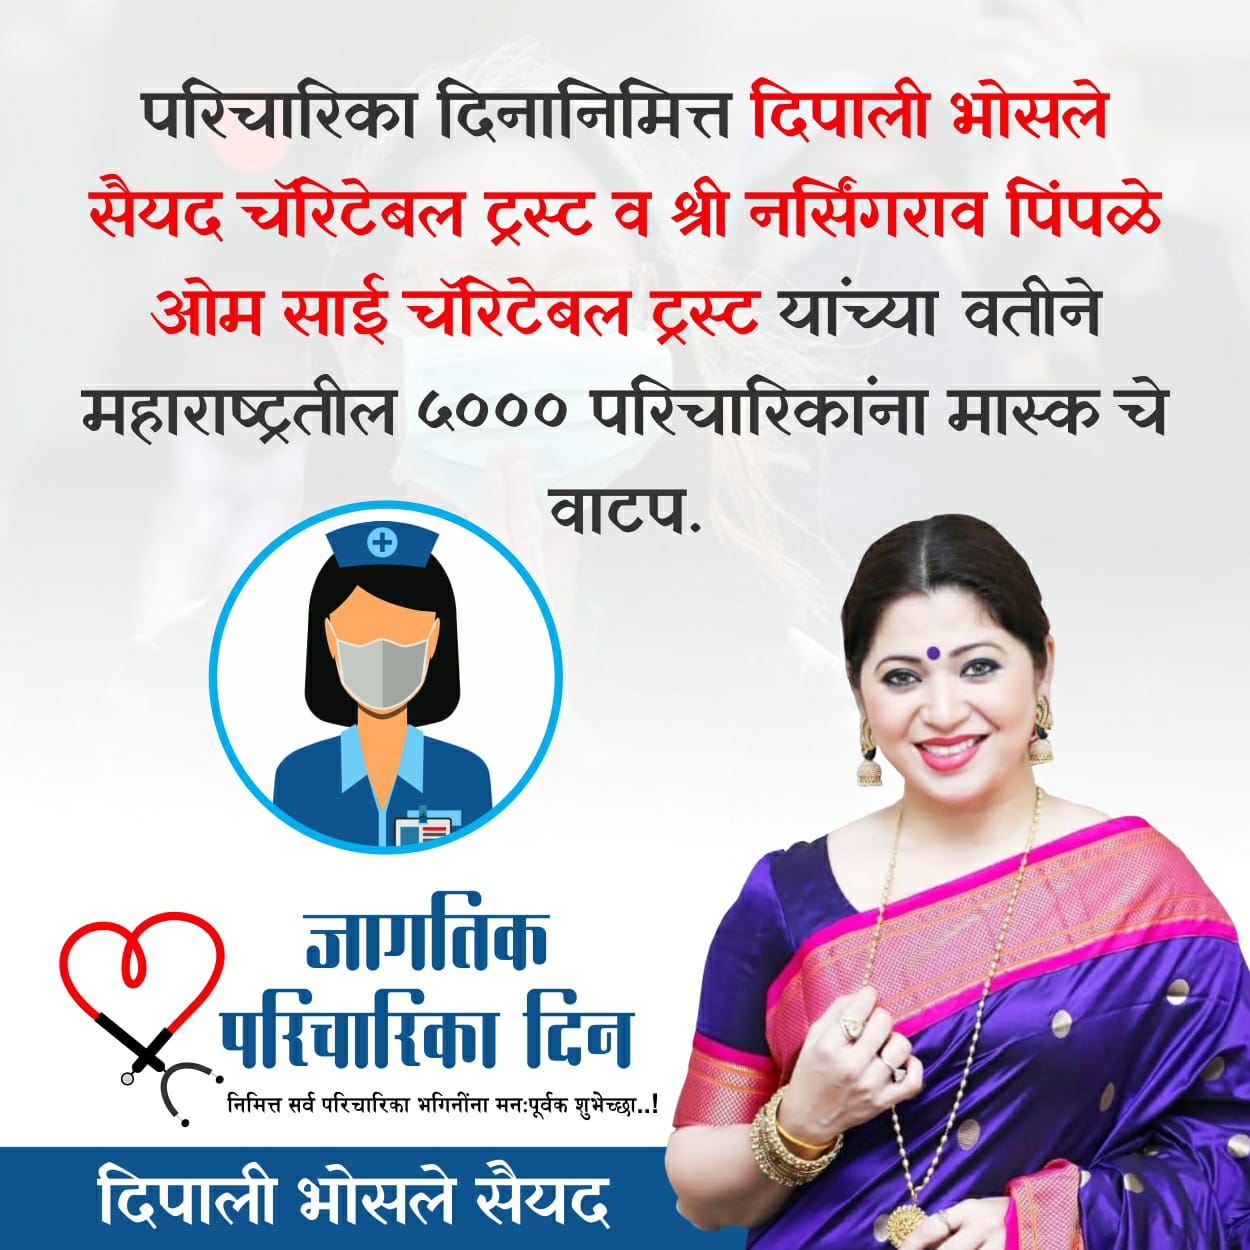 परिचारिका दिनानिमित्त दिपाली भोसले
सैयद चॅरिटेबल ट्रस्ट व श्री नर्सिंगराव पिंपळे
ओम साई चॅरिटेबल ट्रस्ट यांच्या वतीने
महाराष्ट्रतील ५००० परिचारिकांना मास्क चे
वाटप.
जागतिक
परिचारिका दिन
निमित्त सर्व परिचारिका भगिनींना मन:पूर्वक शुभेच्छा..!
दिपाली भोसले सैयद